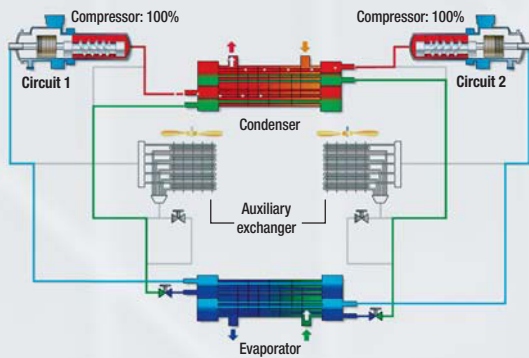 Compressor: 100%
Compressor: 100%
Circuit 1
Circuit 2
Condenser
Auxiliary
exchanger
Evaporator